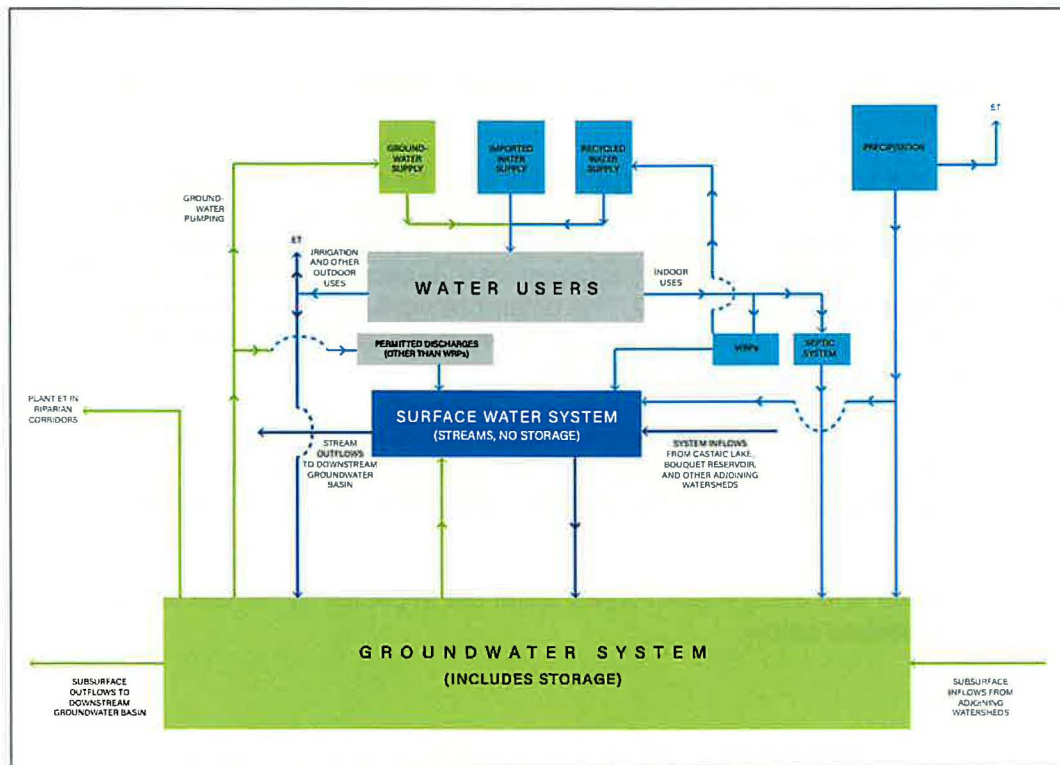 ET
GROUND-
WATER
SUPPLY
IMPORTED
WATER
SUPPLY
RECYCLED
WATER
SUPPLY
PRECIPITATION
GROUND-
WATER
PUMPING
ET
IRRIGATION
AND OTHER
OUTDOOR
USES
WATER USERS
INDOOR
USES
PERMITTED DISCHARGES
(OTHER THAN WRPs)
WRPs
SEPTIC
SYSTEM
PLANT ET IN
RIPARIAN
CORRIDORS
SURFACE WATER SYSTEM
(STREAMS, NO STORAGE)
STREAM
OUTFLOWS
TO DOWNSTREAM
GROUNDWATER
BASIN
SYSTEM INFLOWS
FROM CASTAIC LAKE,
BOUQUET RESERVOIR,
AND OTHER ADJOINING
WATERSHEDS
GROUNDWATER SYSTEM
(INCLUDES STORAGE)
SUBSURFACE
OUTFLOWS TO
DOWNSTREAM
GROUNDWATER BASIN
SUBSURFACE
INFLOWS FROM
ADJOINING
WATERSHEDS